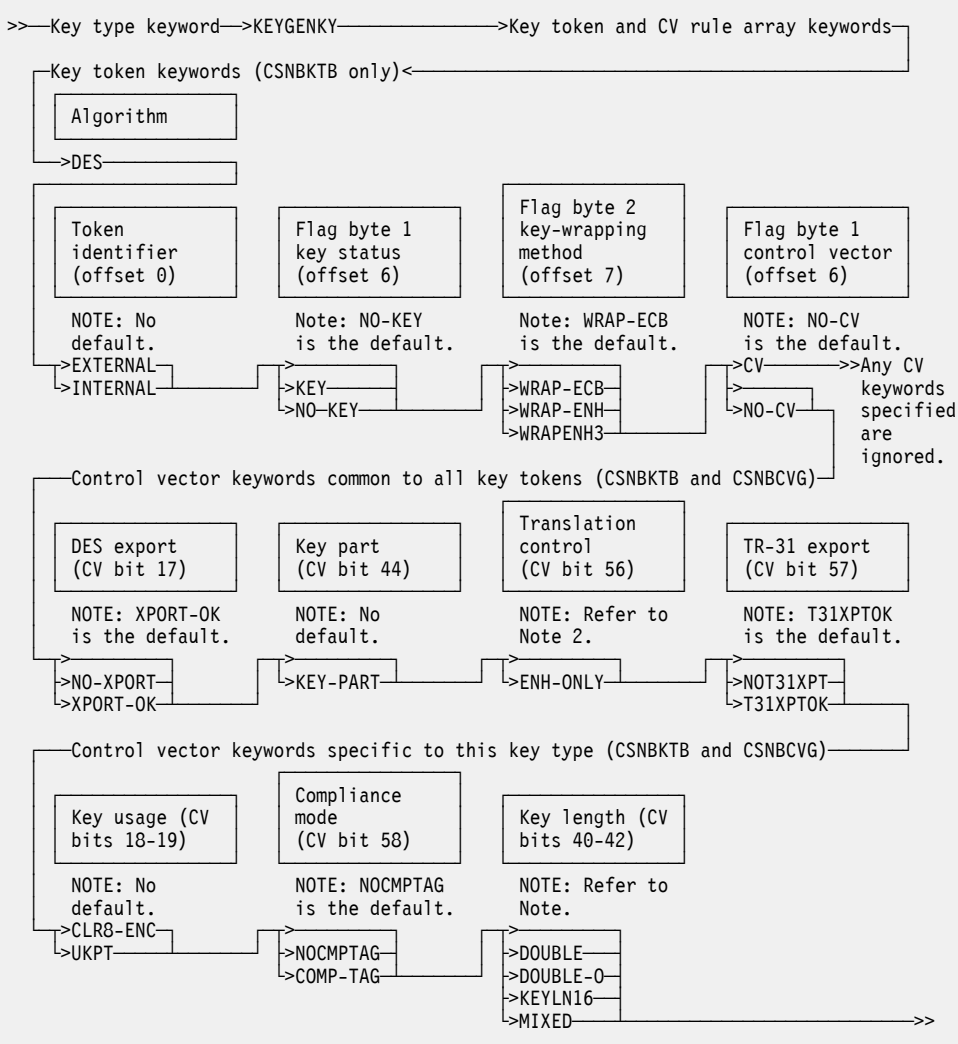 >>—Key type keyword—>KEYGENKY—>Key token and CV rule array keywords
Key token keywords (CSNBKTB only)<
Algorithm
>DES
Token
identifier
(offset 0)
Flag byte 1
key status
(offset 6)
Flag byte 2
key-wrapping
method
(offset 7)
Flag byte 1
control vector
(offset 6)
NOTE: No
default.
Note: NO-KEY
is the default.
Note: WRAP-ECB
is the default.
NOTE: NO-CV
is the default.
>EXTERNAL
>INTERNAL
>
>KEY
>NO-KEY
>
>WRAP-ECB
>WRAP-ENH
>WRAPENH3
>CV
>
>NO-CV
>>Any CV
keywords
specified
are
ignored.
Control vector keywords common to all key tokens (CSNBKTB and CSNBCVG)
DES export
(CV bit 17)
Key part
(CV bit 44)
Translation
control
(CV bit 56)
TR-31 export
(CV bit 57)
NOTE: XPORT-OK
is the default.
NOTE: No
default.
NOTE: Refer to
Note 2.
NOTE: T31XPTOK
is the default.
>
>NO-XPORT
>XPORT-OK
>
>KEY-PART
>
>ENH-ONLY
>
>NOT31XPT
>T31XPTOK
Control vector keywords specific to this key type (CSNBKTB and CSNBCVG)
Key usage (CV
bits 18-19)
Compliance
mode
(CV bit 58)
Key length (CV
bits 40-42)
NOTE: No
default.
NOTE: NOCMPTAG
is the default.
NOTE: Refer to
Note.
>CLR8-ENC
>UKPT
>
>NOCMPTAG
>COMP-TAG
>
>DOUBLE
>DOUBLE-O
>KEYLN16
>MIXED
>>